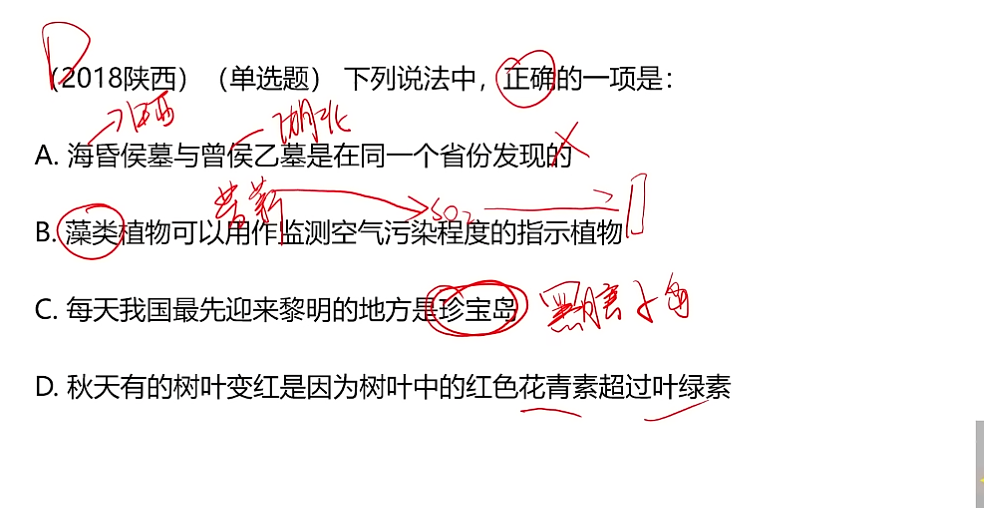 D
（2018陕西）（单选题） 下列说法中，正确的一项是：
江西 湖北
A. 海昏侯墓与曾侯乙墓是在同一个省份发现的
苔藓 SO₂
B. 藻类植物可以用作监测空气污染程度的指示植物
C. 每天我国最先迎来黎明的地方是珍宝岛 黑瞎子岛
D. 秋天有的树叶变红是因为树叶中的红色花青素超过叶绿素